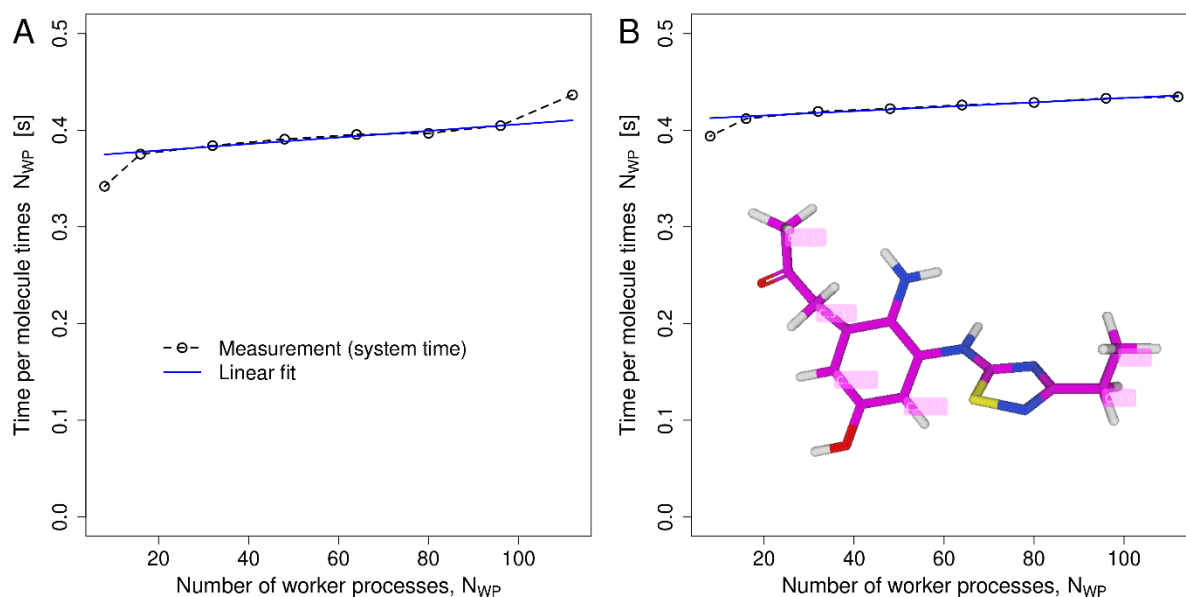 A
Time per molecule times N_WP [s]
0.5
0.4
0.3
0.2
0.1
0.0
Measurement (system time)
Linear fit
20 40 60 80 100
Number of worker processes, N_WP
B
Time per molecule times N_WP [s]
0.5
0.4
0.3
0.2
0.1
0.0
20 40 60 80 100
Number of worker processes, N_WP